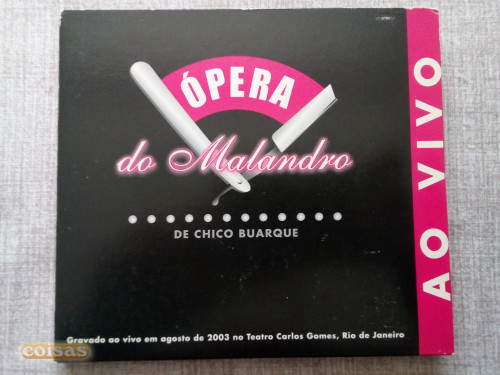 ÓPERA
do Malandro
DE CHICO BUARQUE
AO VIVO
Gravado ao vivo em agosto de 2003 no Teatro Carlos Gomes, Rio de Janeiro
coisas